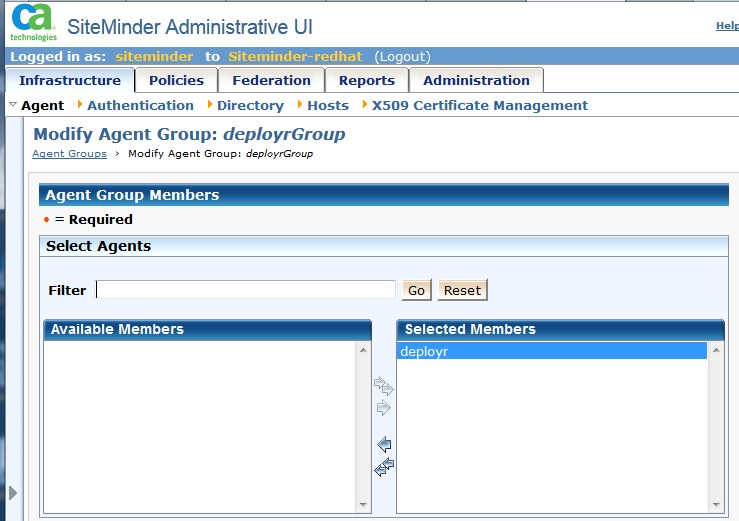 ca
technologies
SiteMinder Administrative UI
Help
Logged in as: siteminder to Siteminder-redhat (Logout)
Infrastructure Policies Federation Reports Administration
Agent Authentication Directory Hosts X509 Certificate Management
Modify Agent Group: deployrGroup
Agent Groups › Modify Agent Group: deployrGroup
Agent Group Members
• = Required
Select Agents
Filter Go Reset
Available Members Selected Members
deployr